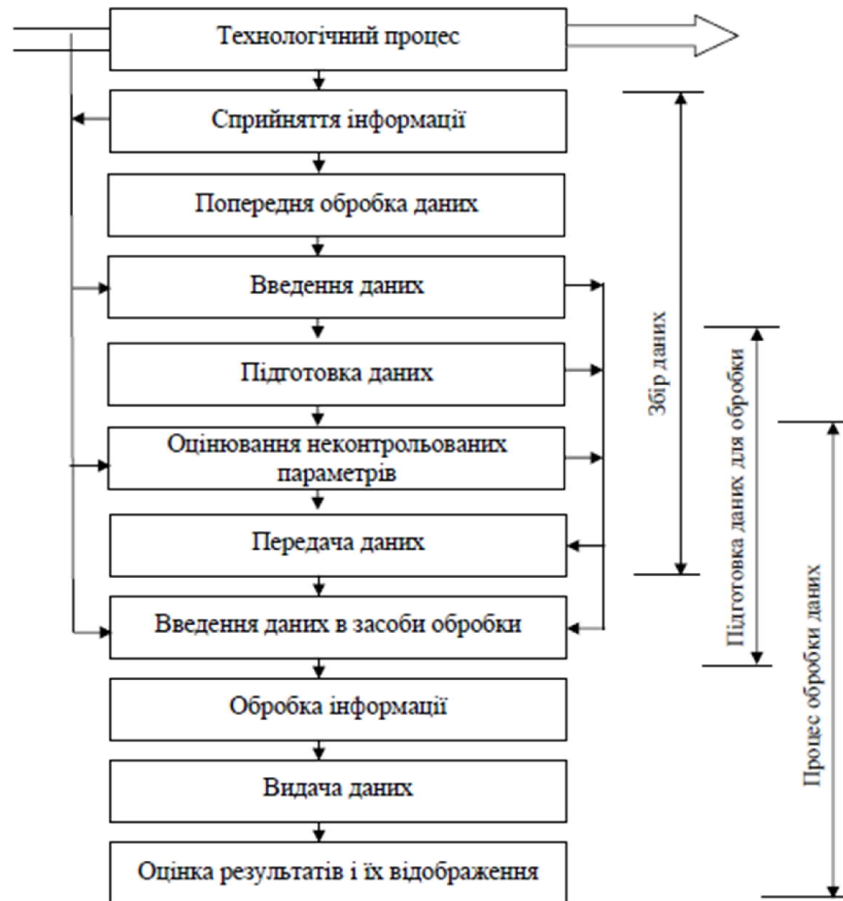 Технологічний процес
Сприйняття інформації
Попередня обробка даних
Введення даних
Підготовка даних
Оцінювання неконтрольованих
параметрів
Передача даних
Введення даних в засоби обробки
Обробка інформації
Видача даних
Оцінка результатів і їх відображення
Збір даних
Підготовка даних для обробки
Процес обробки даних